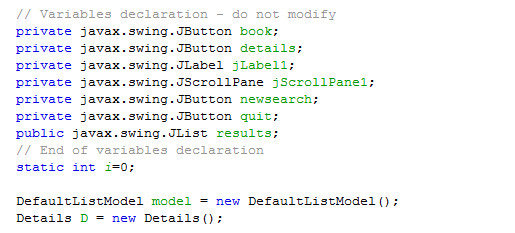 // Variables declaration - do not modify
private javax.swing.JButton book;
private javax.swing.JButton details;
private javax.swing.JLabel jLabel1;
private javax.swing.JScrollPane jScrollPane1;
private javax.swing.JButton newsearch;
private javax.swing.JButton quit;
public javax.swing.JList results;
// End of variables declaration
static int i=0;
DefaultListModel model = new DefaultListModel();
Details D = new Details();